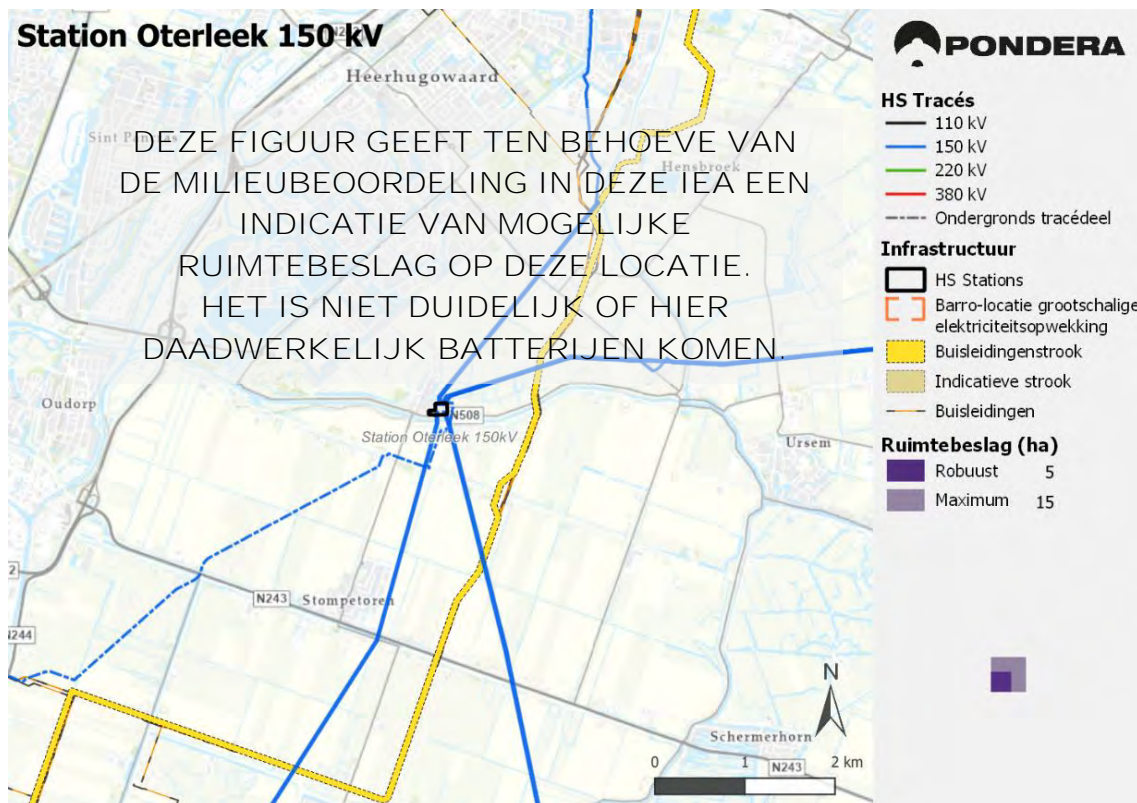 Station Oterleek 150 kV
Heerhugowaard
Sint Pancras
Hensbroek
DEZE FIGUUR GEEFT TEN BEHOEVE VAN
DE MILIEUBEOORDELING IN DEZE IEA EEN
INDICATIE VAN MOGELIJKE
RUIMTEBESLAG OP DEZE LOCATIE.
HET IS NIET DUIDELIJK OF HIER
DAADWERKELIJK BATTERIJEN KOMEN.
Oudorp
N508
Station Oterleek 150kV
Ursem
N243
Stompetoren
N244
N
Schermerhorn
0 1 2 km
N243
PONDERA
HS Tracés
110 kV
150 kV
220 kV
380 kV
Ondergronds tracédeel
Infrastructuur
HS Stations
Barro-locatie grootschalige
elektriciteitsopwekking
Buisleidingenstrook
Indicatieve strook
Buisleidingen
Ruimtebeslag (ha)
Robuust 5
Maximum 15